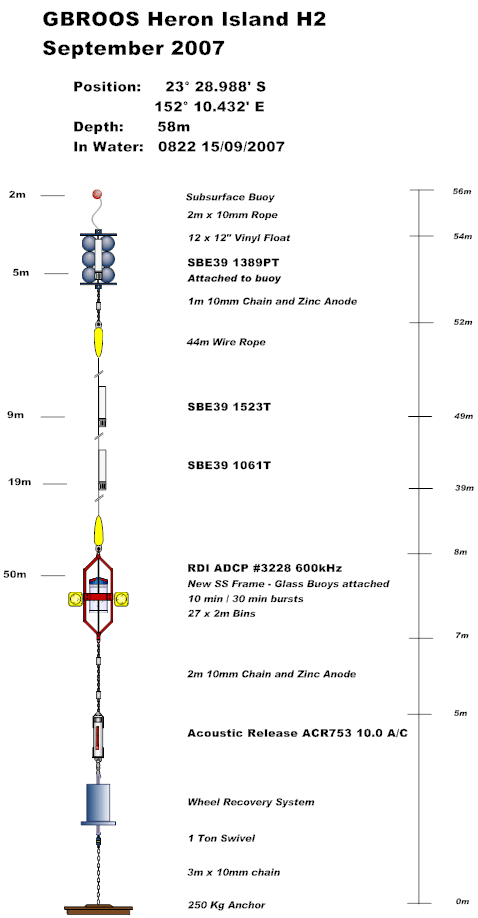 GBROOS Heron Island H2
September 2007
Position: 23° 28.988' S
152° 10.432' E
Depth: 58m
In Water: 0822 15/09/2007
2m
Subsurface Buoy
56m
2m x 10mm Rope
12 x 12" Vinyl Float
54m
SBE39 1389PT
5m
Attached to buoy
1m 10mm Chain and Zinc Anode
52m
44m Wire Rope
SBE39 1523T
9m
49m
SBE39 1061T
19m
39m
8m
RDI ADCP #3228 600kHz
50m
New SS Frame - Glass Buoys attached
10 min / 30 min bursts
27 x 2m Bins
7m
2m 10mm Chain and Zinc Anode
5m
Acoustic Release ACR753 10.0 A/C
Wheel Recovery System
1 Ton Swivel
3m x 10mm chain
250 Kg Anchor
0m